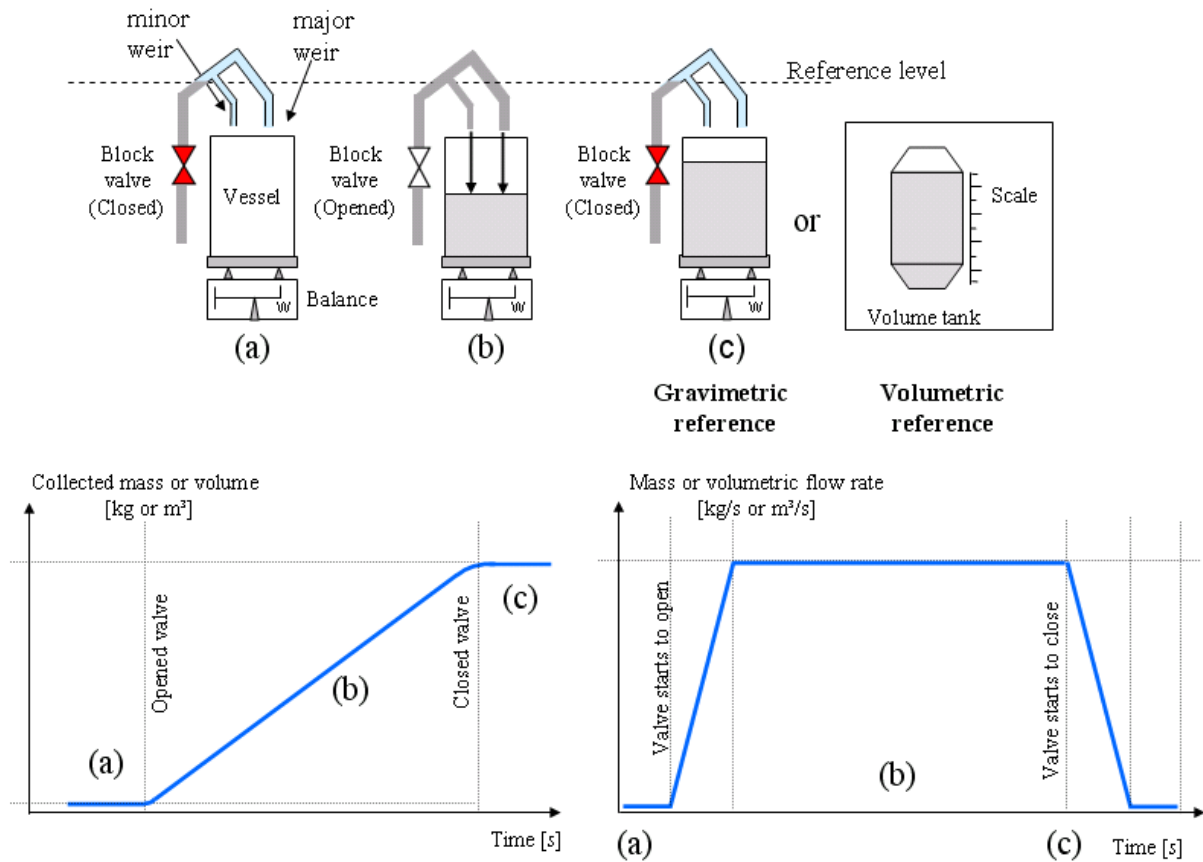 minor
weir
major
weir
Reference level
Block
valve
(Closed)
Vessel
Block
valve
(Opened)
Block
valve
(Closed)
or
Scale
Volume tank
W
Balance
W
W
(a)
(b)
(c)
Gravimetric
reference
Volumetric
reference
Collected mass or volume
[kg or m³]
Opened valve
Closed valve
(a)
(b)
(c)
Time [s]
Mass or volumetric flow rate
[kg/s or m³/s]
Valve starts to open
Valve starts to close
(b)
(a)
(c)
Time [s]